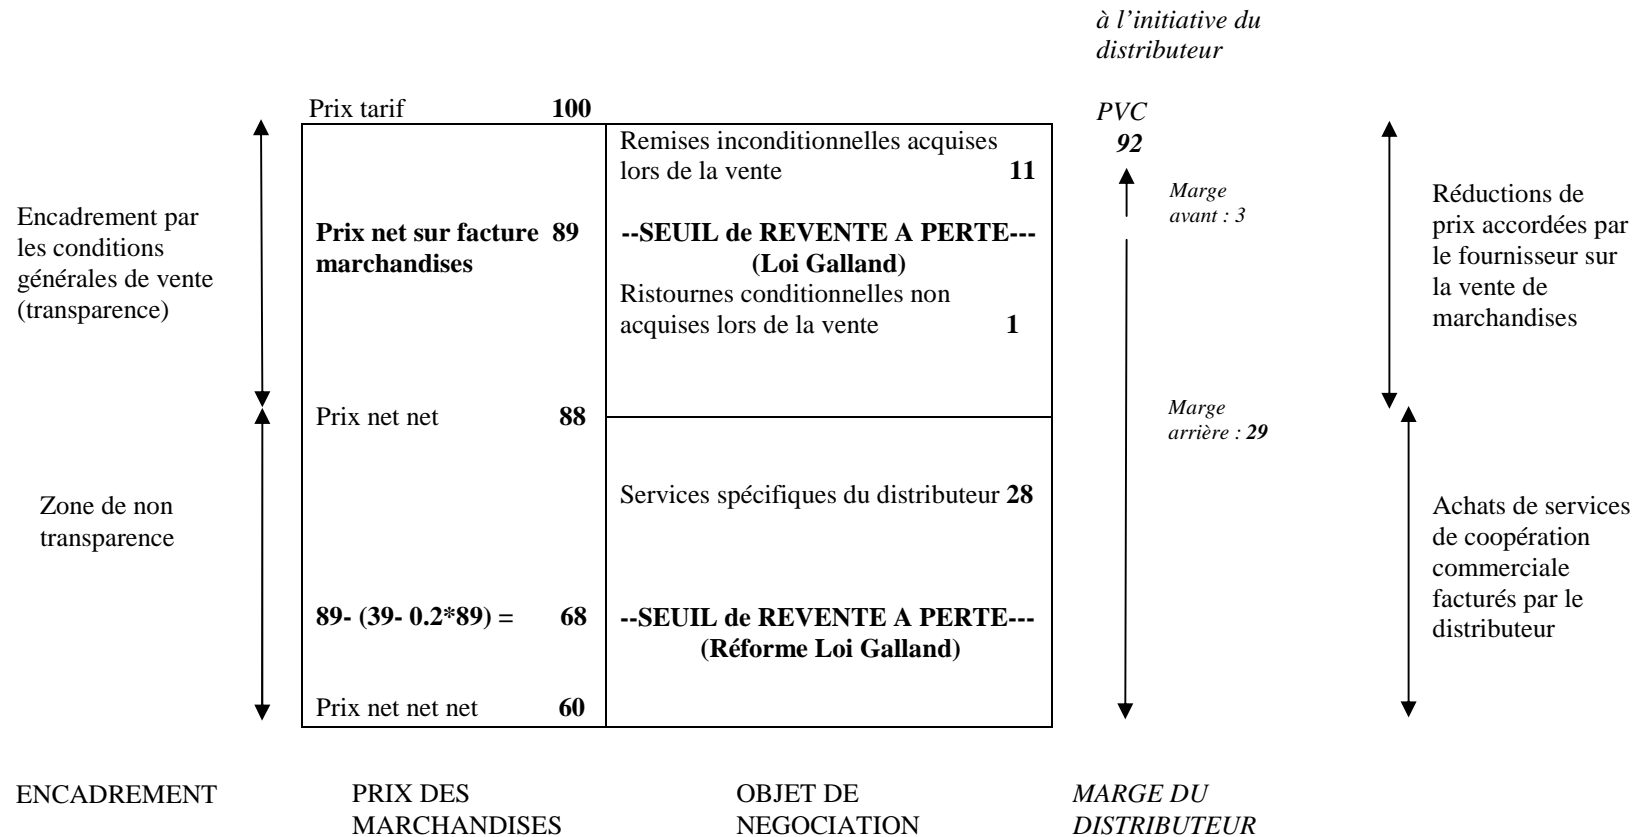 à l’initiative du
distributeur
Prix tarif 100
PVC
92
Remises inconditionnelles acquises
lors de la vente 11
Marge
avant : 3
Encadrement par
les conditions
générales de vente
(transparence)
Prix net sur facture 89
marchandises
--SEUIL de REVENTE A PERTE---
(Loi Galland)
Ristournes conditionnelles non
acquises lors de la vente 1
Réductions de
prix accordées par
le fournisseur sur
la vente de
marchandises
Prix net net 88
Marge
arrière : 29
Zone de non
transparence
Services spécifiques du distributeur 28
Achats de services
de coopération
commerciale
facturés par le
distributeur
89- (39- 0.2*89) = 68
--SEUIL de REVENTE A PERTE---
(Réforme Loi Galland)
Prix net net net 60
ENCADREMENT
PRIX DES
MARCHANDISES
OBJET DE
NEGOCIATION
MARGE DU
DISTRIBUTEUR